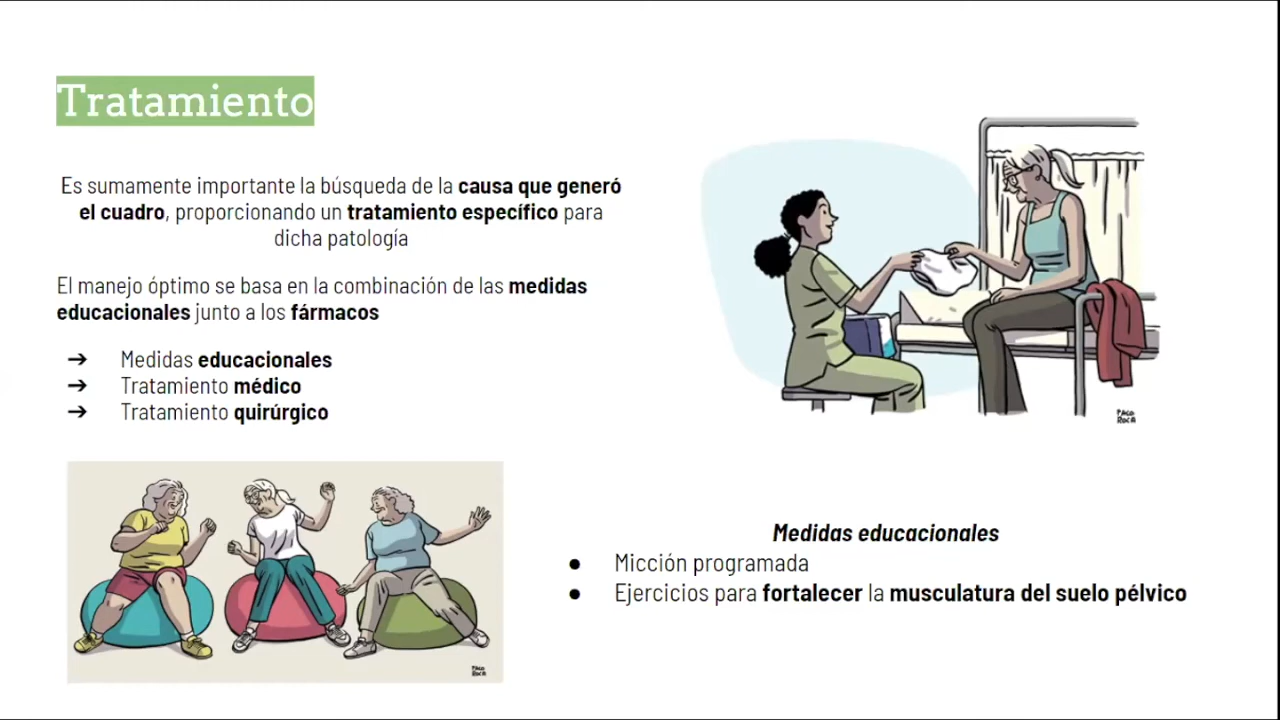 Tratamiento
Es sumamente importante la búsqueda de la causa que generó
el cuadro, proporcionando un tratamiento específico para
dicha patología
El manejo óptimo se basa en la combinación de las medidas
educacionales junto a los fármacos
➔ Medidas educacionales
➔ Tratamiento médico
➔ Tratamiento quirúrgico
PACO
ROCA
Medidas educacionales
● Micción programada
● Ejercicios para fortalecer la musculatura del suelo pélvico
PACO
ROCA